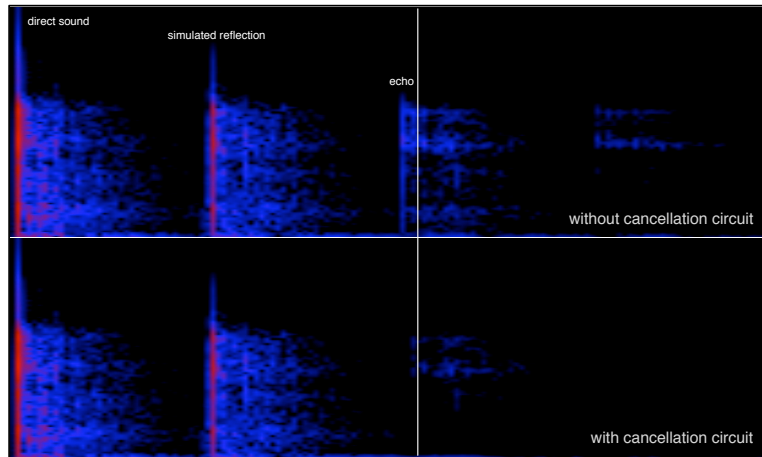 direct sound
simulated reflection
echo
without cancellation circuit
with cancellation circuit